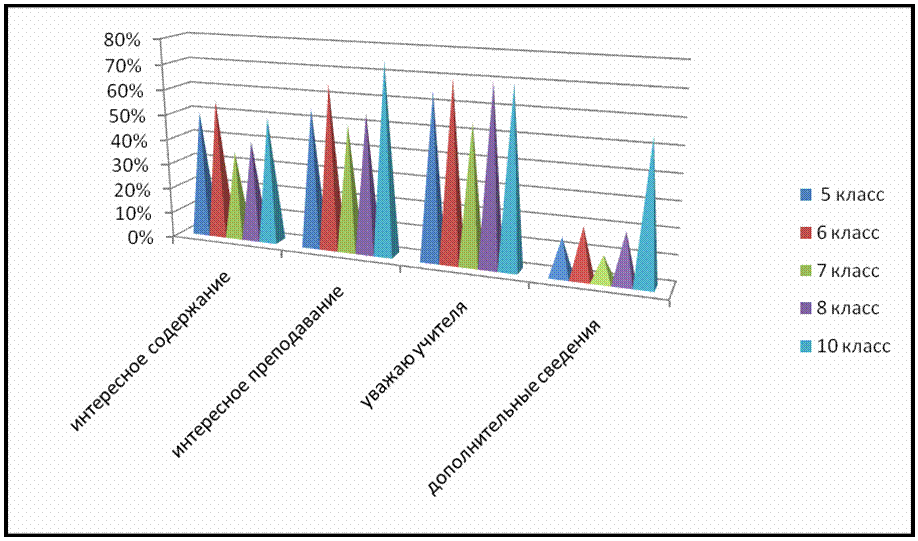 80%
70%
60%
50%
40%
30%
20%
10%
0%
интересное содержание
интересное преподавание
уважаю учителя
дополнительные сведения
5 класс
6 класс
7 класс
8 класс
10 класс